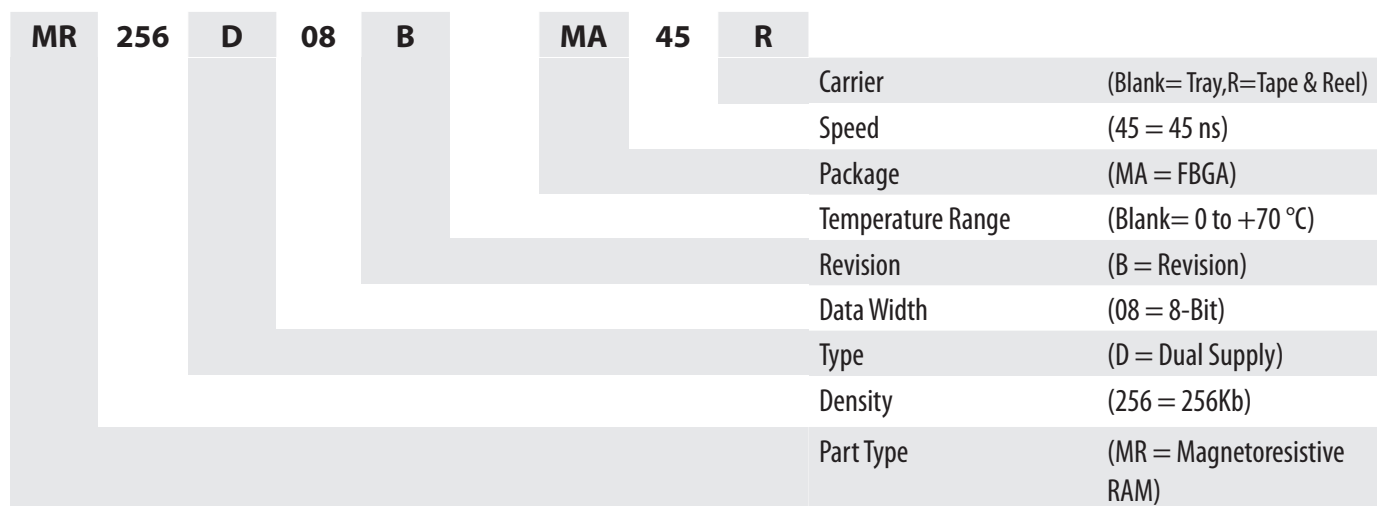 MR 256 D 08 B MA 45 R
Carrier (Blank= Tray,R=Tape & Reel)
Speed (45 = 45 ns)
Package (MA = FBGA)
Temperature Range (Blank= 0 to +70 °C)
Revision (B = Revision)
Data Width (08 = 8-Bit)
Type (D = Dual Supply)
Density (256 = 256Kb)
Part Type (MR = Magnetoresistive
RAM)